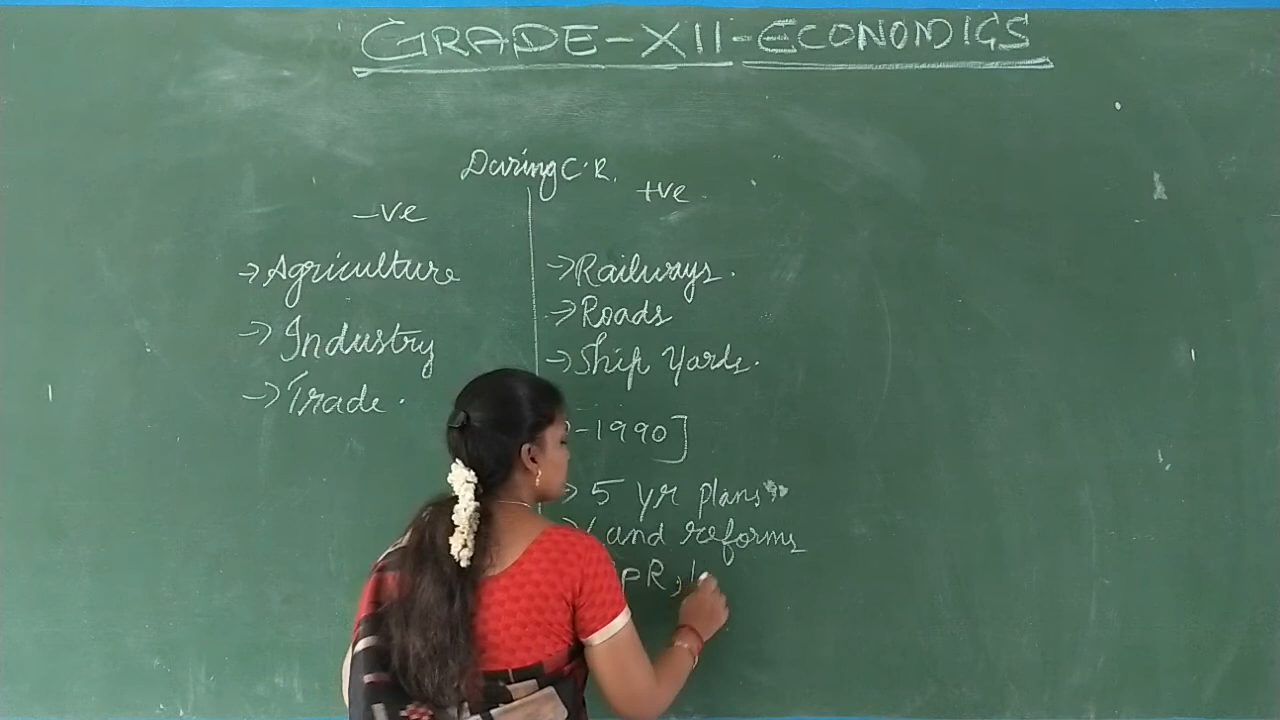 GRADE-XII-ECONOMICS
During C.R.
-ve
+ve
→Agriculture
→Industry
→Trade.
→Railways.
→Roads
→Ship Yards.
-1990]
→ 5 yr plans
Land reforms
PR,